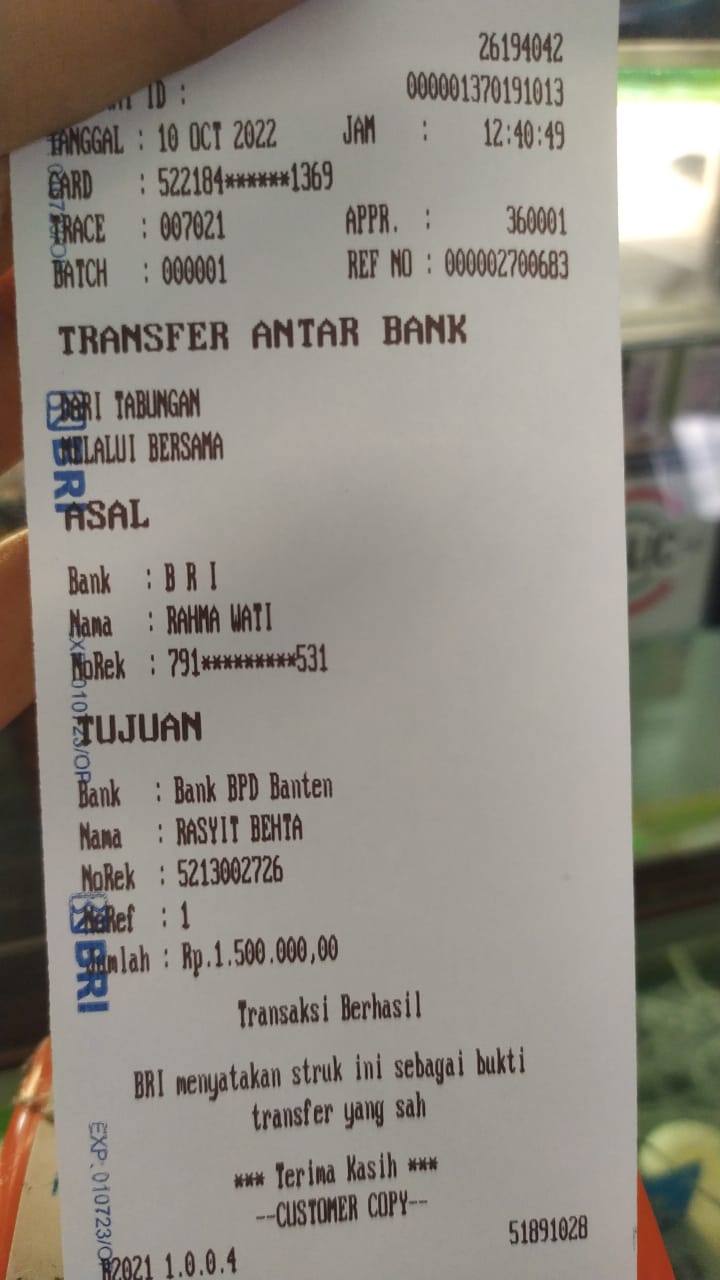 26194042
ID : 000001370191013
TANGGAL : 10 OCT 2022 JAM : 12:40:49
CARD : 522184******1369
TRACE : 007021 APPR. : 360001
BATCH : 000001 REF NO : 000002700683
TRANSFER ANTAR BANK
DARI TABUNGAN
MELALUI BERSAMA
BRI
ASAL
Bank : B R I
Nama : RAHMA WATI
NoRek : 791*********531
TUJUAN
Bank : Bank BPD Banten
Nama : RASYIT BEHTA
NoRek : 5213002726
NoRef : 1
Jumlah : Rp.1.500.000,00
BRI
Transaksi Berhasil
BRI menyatakan struk ini sebagai bukti
transfer yang sah
*** Terima Kasih ***
--CUSTOMER COPY--
51891028
2021 1.0.0.4
EXP. 010723/